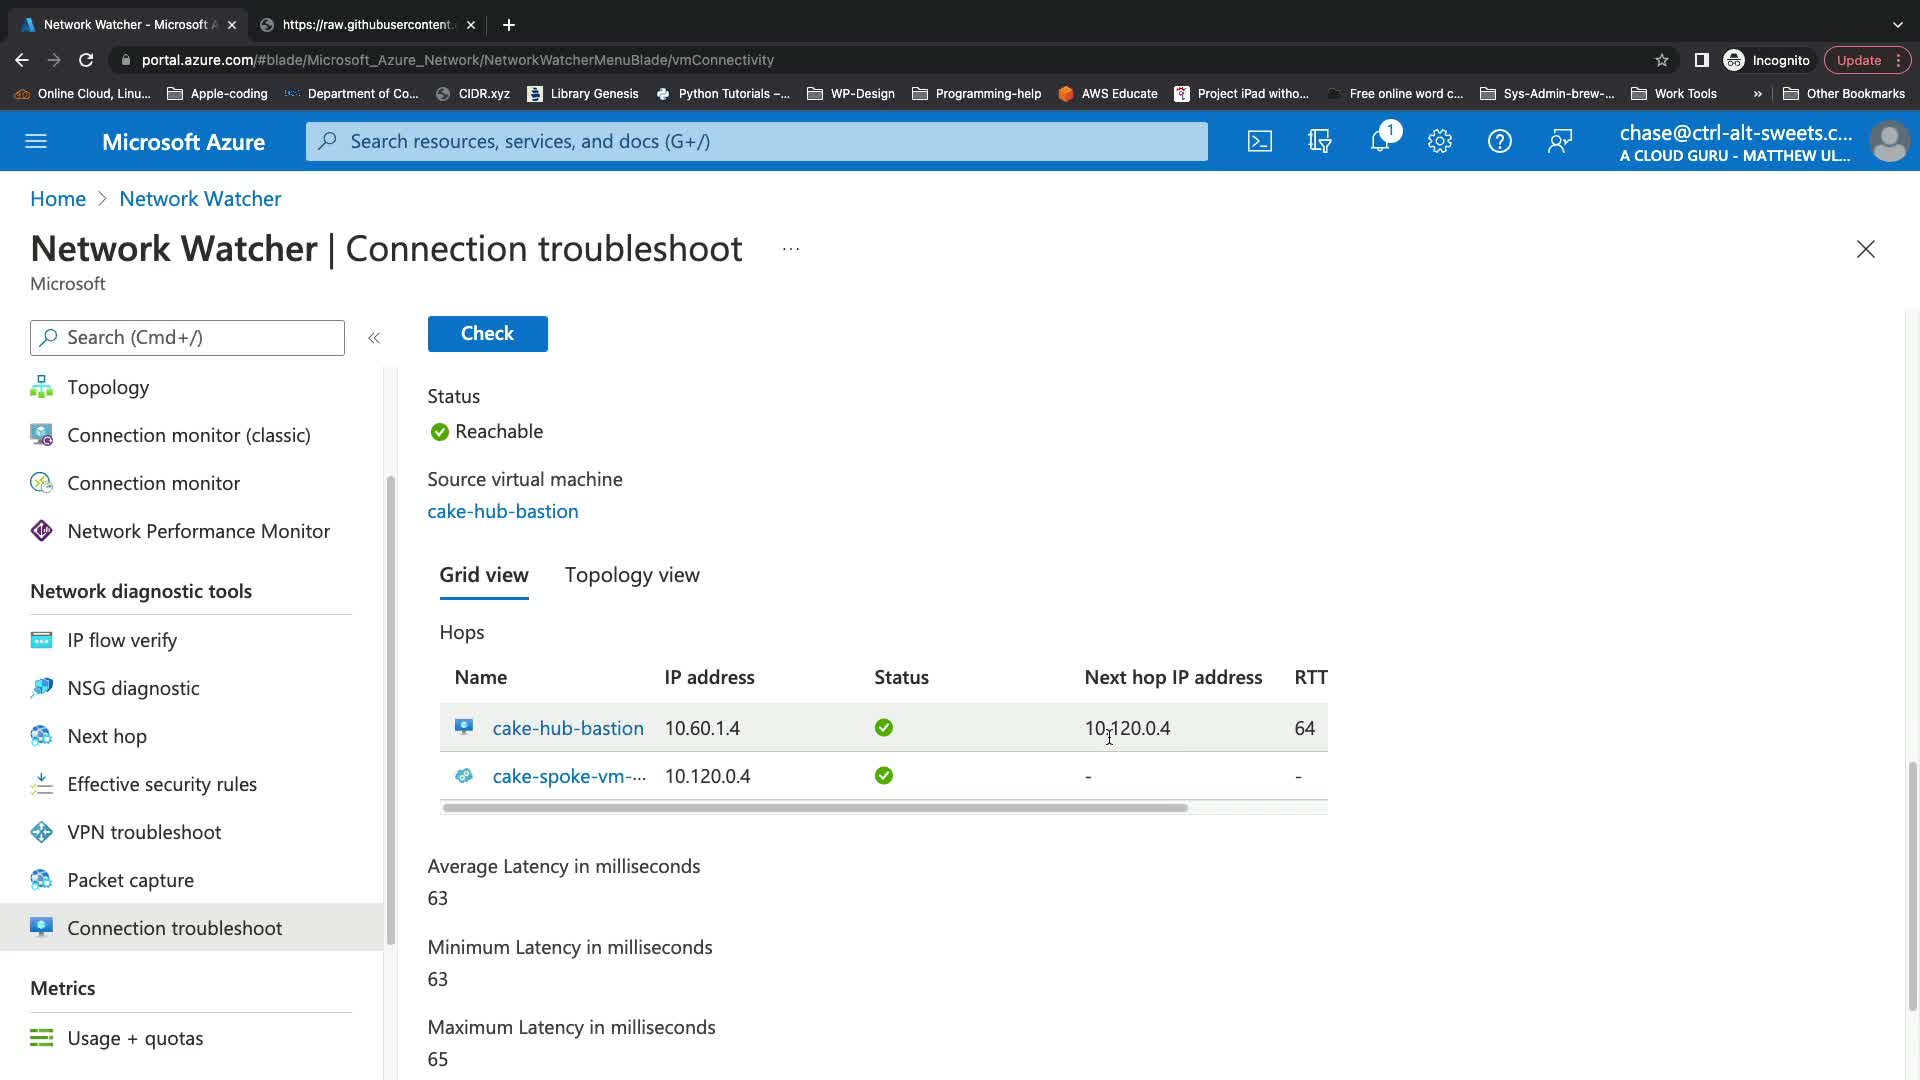 Network Watcher - Microsoft A
https://raw.githubusercontent.
portal.azure.com/#blade/Microsoft_Azure_Network/NetworkWatcherMenuBlade/vmConnectivity
Incognito
Update
Online Cloud, Linu...
Apple-coding
Department of Co...
CIDR.xyz
Library Genesis
Python Tutorials –...
WP-Design
Programming-help
AWS Educate
Project iPad witho...
Free online word c...
Sys-Admin-brew-...
Work Tools
»
Other Bookmarks
Microsoft Azure
Search resources, services, and docs (G+/)
1
chase@ctrl-alt-sweets.c...
A CLOUD GURU - MATTHEW UL...
Home > Network Watcher
Network Watcher | Connection troubleshoot ...
Microsoft
Search (Cmd+/)
«
Topology
Connection monitor (classic)
Connection monitor
Network Performance Monitor
Network diagnostic tools
IP flow verify
NSG diagnostic
Next hop
Effective security rules
VPN troubleshoot
Packet capture
Connection troubleshoot
Metrics
Usage + quotas
Check
Status
Reachable
Source virtual machine
cake-hub-bastion
Grid view Topology view
Hops
Name IP address Status Next hop IP address RTT
cake-hub-bastion 10.60.1.4 10.120.0.4 64
cake-spoke-vm-... 10.120.0.4 - -
Average Latency in milliseconds
63
Minimum Latency in milliseconds
63
Maximum Latency in milliseconds
65